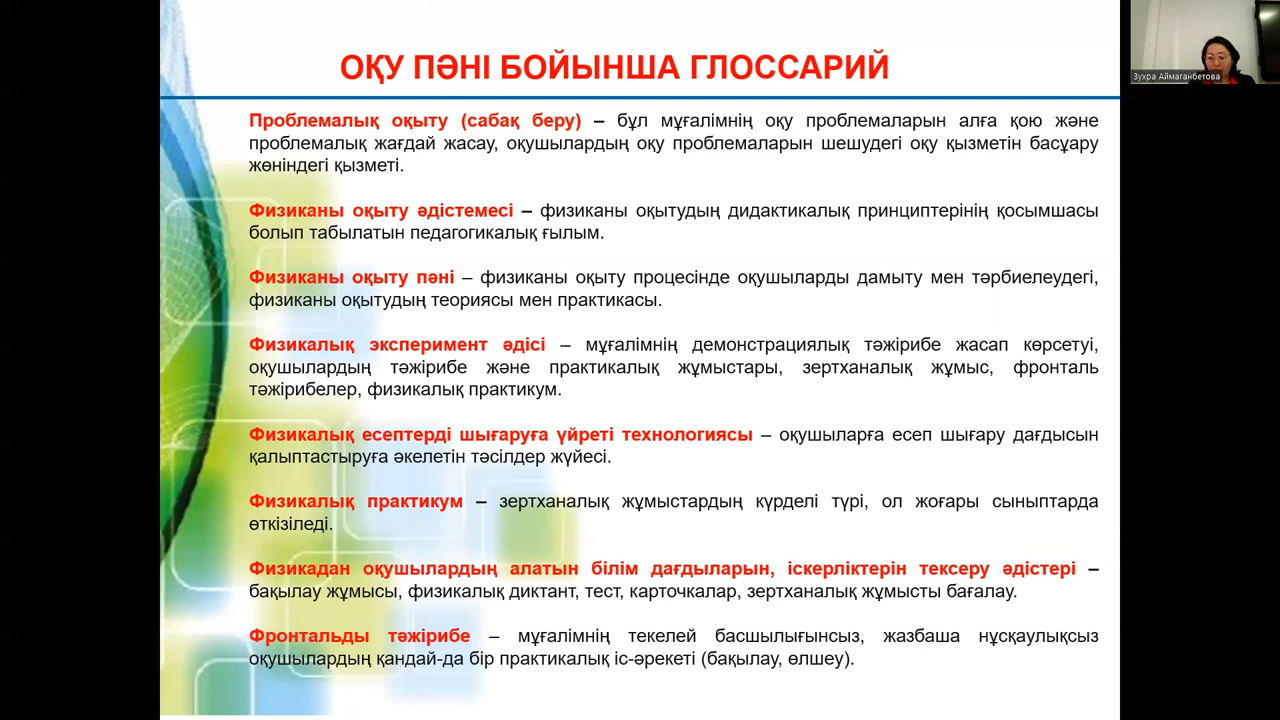 ОҚУ ПӘНІ БОЙЫНША ГЛОССАРИЙ
Зухра Аймаганбетова
Проблемалық оқыту (сабақ беру) – бұл мұғалімнің оқу проблемаларын алға қою және
проблемалық жағдай жасау, оқушылардың оқу проблемаларын шешудегі оқу қызметін басұару
жөніндегі қызметі.
Физиканы оқыту әдістемесі – физиканы оқытудың дидактикалық принциптерінің қосымшасы
болып табылатын педагогикалық ғылым.
Физиканы оқыту пәні – физиканы оқыту процесінде оқушыларды дамыту мен тәрбиелеудегі,
физиканы оқытудың теориясы мен практикасы.
Физикалық эксперимент әдісі – мұғалімнің демонстрациялық тәжірибе жасап көрсетуі,
оқушылардың тәжірибе және практикалық жұмыстары, зертханалық жұмыс, фронталь
тәжірибелер, физикалық практикум.
Физикалық есептерді шығаруға үйреті технологиясы – оқушыларға есеп шығару дағдысын
қалыптастыруға әкелетін тәсілдер жүйесі.
Физикалық практикум – зертханалық жұмыстардың күрделі түрі, ол жоғары сыныптарда
өткізіледі.
Физикадан оқушылардың алатын білім дағдыларын, іскерліктерін тексеру әдістері –
бақылау жұмысы, физикалық диктант, тест, карточкалар, зертханалық жұмысты бағалау.
Фронтальды тәжірибе – мұғалімнің текелей басшылығынсыз, жазбаша нұсқаулықсыз
оқушылардың қандай-да бір практикалық іс-әрекеті (бақылау, өлшеу).